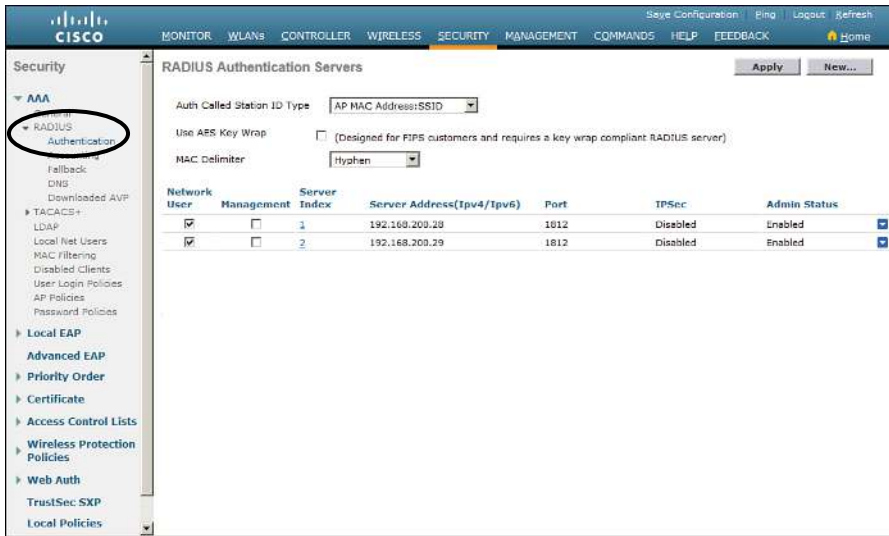 Save Configuration Ping Logout Refresh
CISCO
MONITOR WLANs CONTROLLER WIRELESS SECURITY MANAGEMENT COMMANDS HELP FEEDBACK Home
Security
AAA
General
RADIUS
Authentication
Accounting
Fallback
DNS
Downloaded AVP
TACACS+
LDAP
Local Net Users
MAC Filtering
Disabled Clients
User Login Policies
AP Policies
Password Policies
Local EAP
Advanced EAP
Priority Order
Certificate
Access Control Lists
Wireless Protection
Policies
Web Auth
TrustSec SXP
Local Policies
RADIUS Authentication Servers
Apply New...
Auth Called Station ID Type AP MAC Address:SSID
Use AES Key Wrap (Designed for FIPS customers and requires a key wrap compliant RADIUS server)
MAC Delimiter Hyphen
Network User Management Server Index Server Address(Ipv4/Ipv6) Port IPSec Admin Status
1 192.168.200.28 1812 Disabled Enabled
2 192.168.200.29 1812 Disabled Enabled